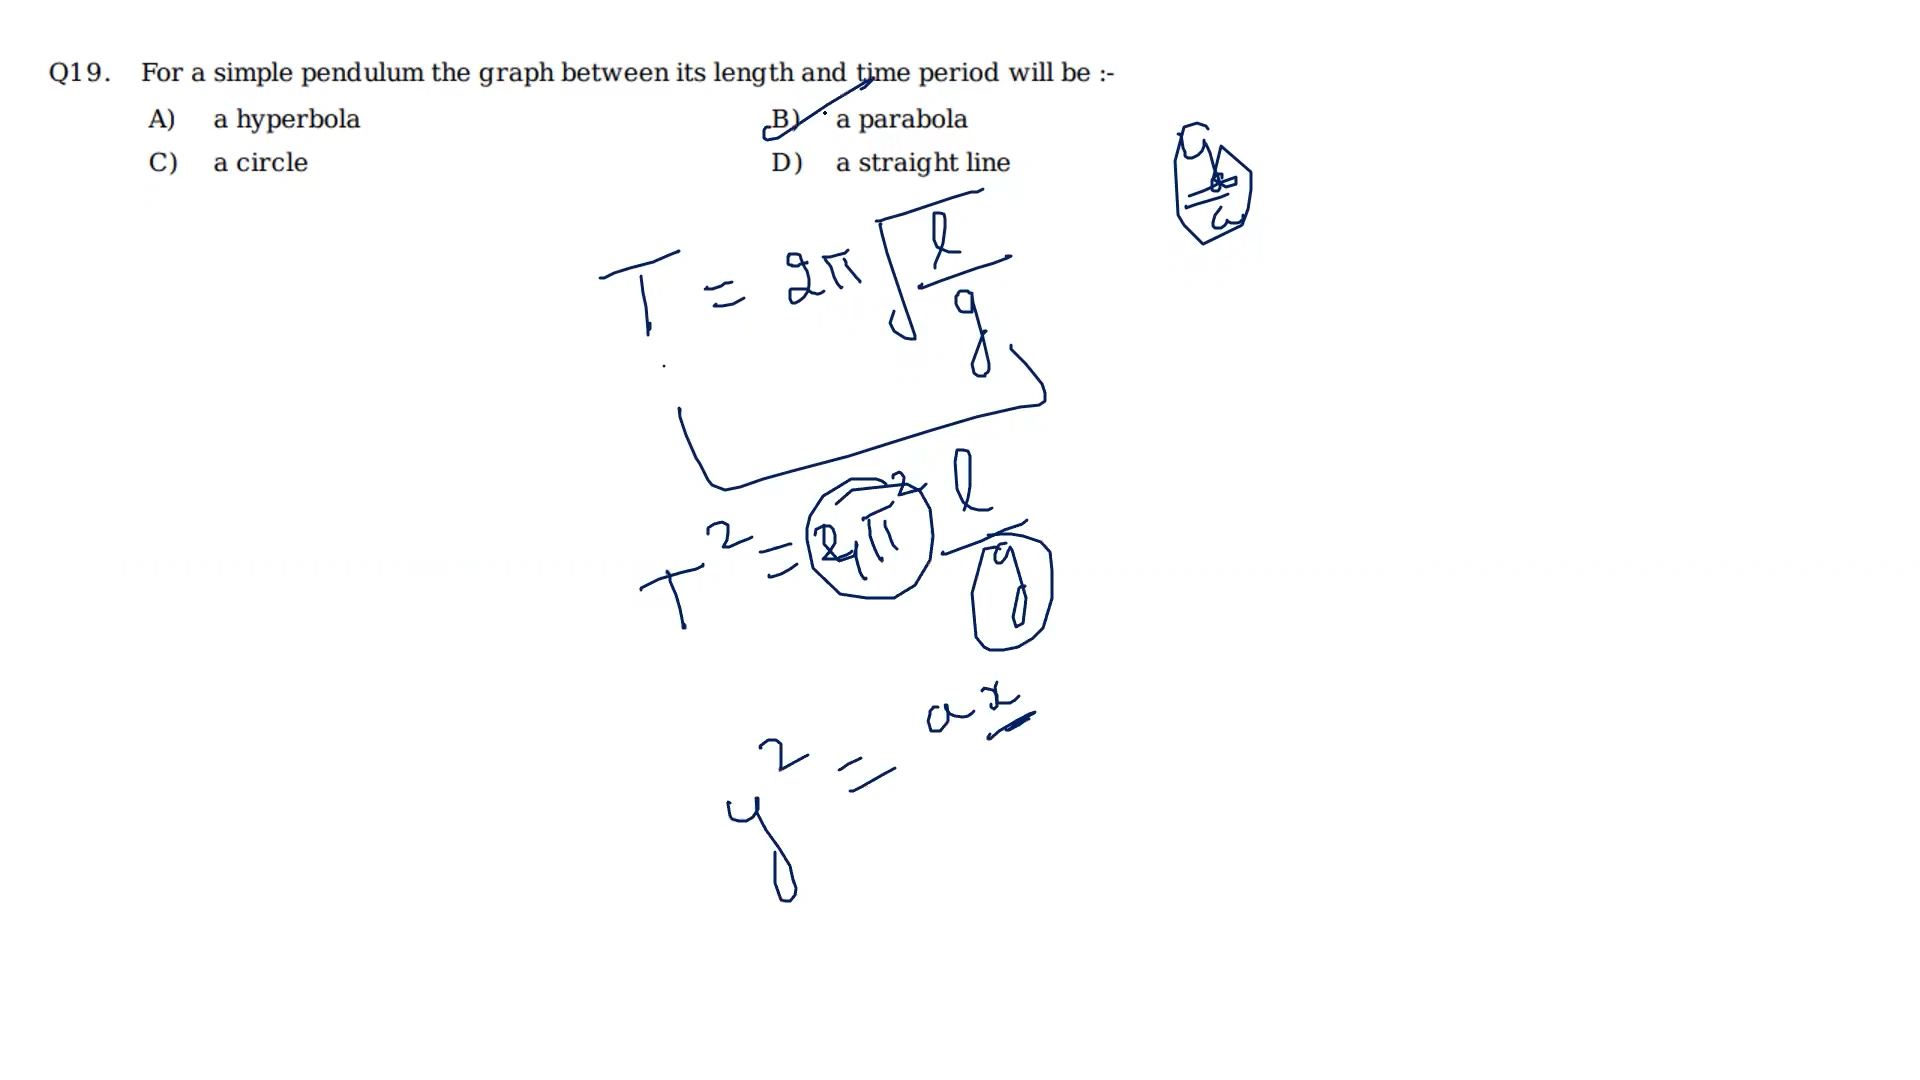 Q19. For a simple pendulum the graph between its length and time period will be :-
A) a hyperbola B) a parabola
C) a circle D) a straight line
T = 2π √(l/g)
T² = 4π² l/g
y² = ax